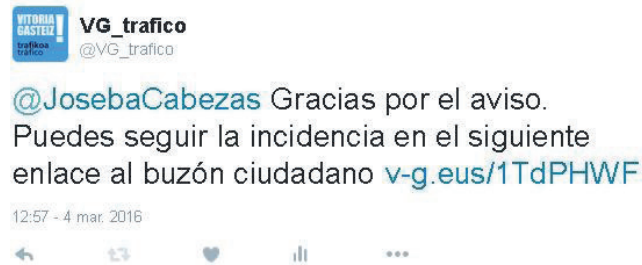 VITORIA
GASTEIZ
trafikoa
tráfico
VG_trafico
@VG_trafico
@JosebaCabezas Gracias por el aviso.
Puedes seguir la incidencia en el siguiente
enlace al buzón ciudadano v-g.eus/1TdPHWF
12:57 - 4 mar. 2016